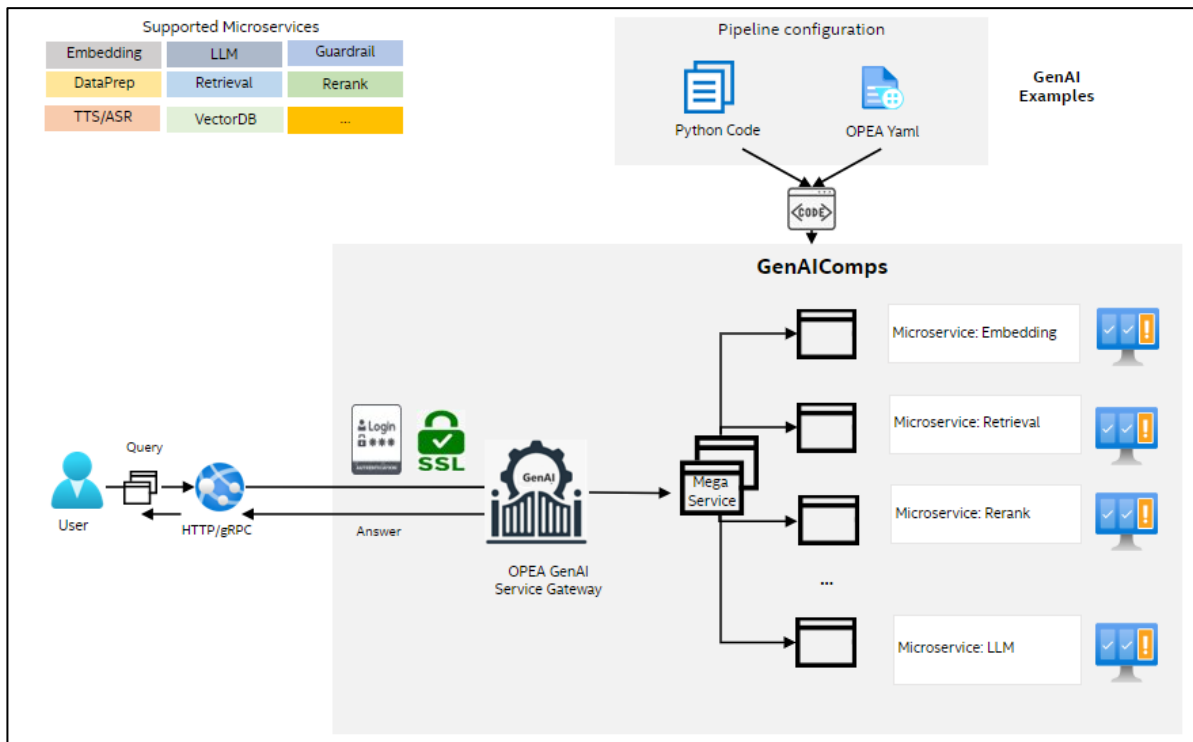 Supported Microservices
Embedding
LLM
Guardrail
DataPrep
Retrieval
Rerank
TTS/ASR
VectorDB
...
Pipeline configuration
Python Code
OPEA Yaml
GenAI
Examples
<CODE>
GenAIComps
Microservice: Embedding
Microservice: Retrieval
Microservice: Rerank
...
Microservice: LLM
Mega
Service
Login
***
AUTHENTICATION
SSL
GenAI
OPEA GenAI
Service Gateway
Query
User
HTTP/gRPC
Answer